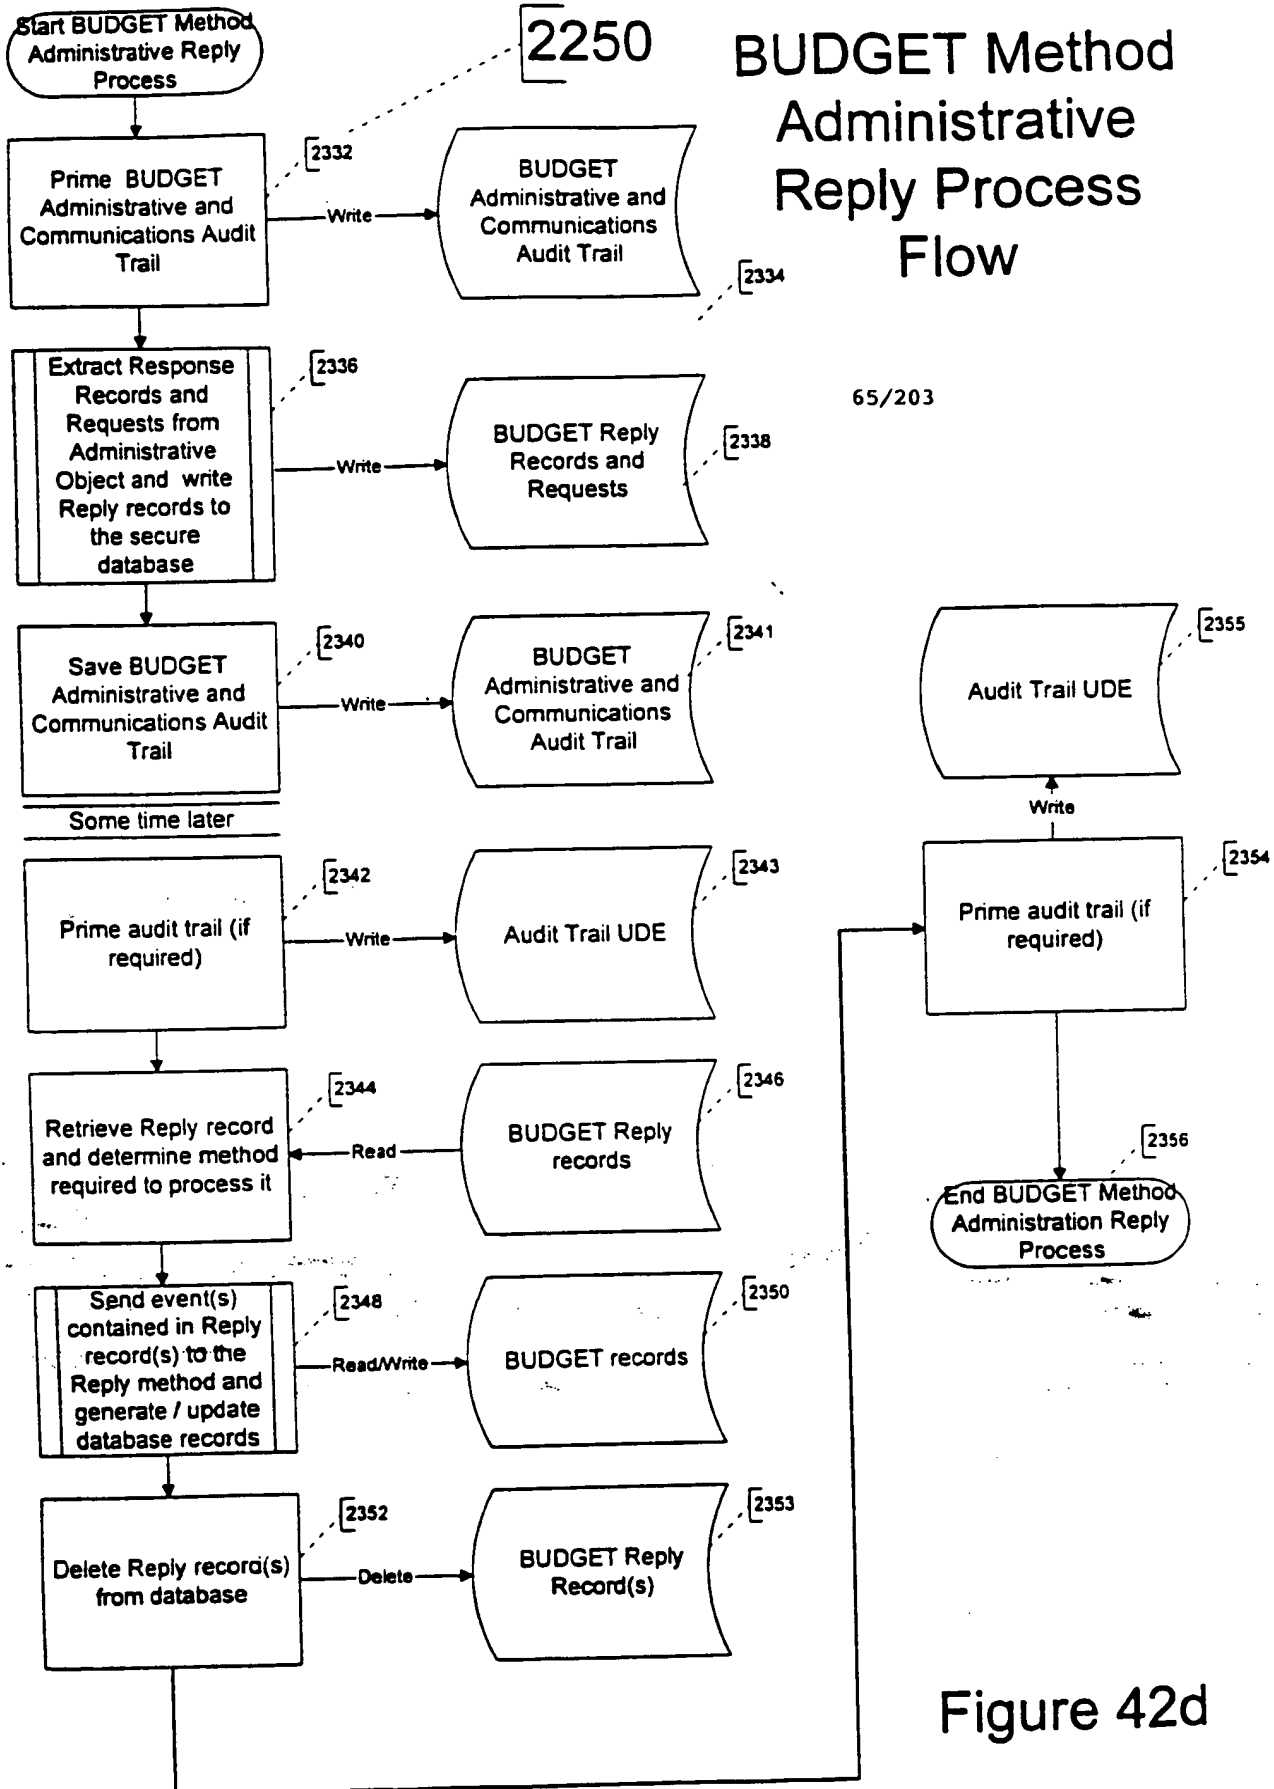 Start BUDGET Method
Administrative Reply
Process
2250
BUDGET Method
Administrative
Reply Process
Flow
Prime BUDGET
Administrative and
Communications Audit
Trail
2332
Write
BUDGET
Administrative and
Communications
Audit Trail
2334
Extract Response
Records and
Requests from
Administrative
Object and write
Reply records to
the secure
database
2336
Write
BUDGET Reply
Records and
Requests
2338
65/203
Save BUDGET
Administrative and
Communications Audit
Trail
2340
Write
BUDGET
Administrative and
Communications
Audit Trail
2341
Some time later
Prime audit trail (if
required)
2342
Write
Audit Trail UDE
2343
Retrieve Reply record
and determine method
required to process it
2344
Read
BUDGET Reply
records
2346
Send event(s)
contained in Reply
record(s) to the
Reply method and
generate / update
database records
2348
Read/Write
BUDGET records
2350
Delete Reply record(s)
from database
2352
Delete
BUDGET Reply
Record(s)
2353
Audit Trail UDE
2355
Write
Prime audit trail (if
required)
2354
2356
End BUDGET Method
Administration Reply
Process
Figure 42d